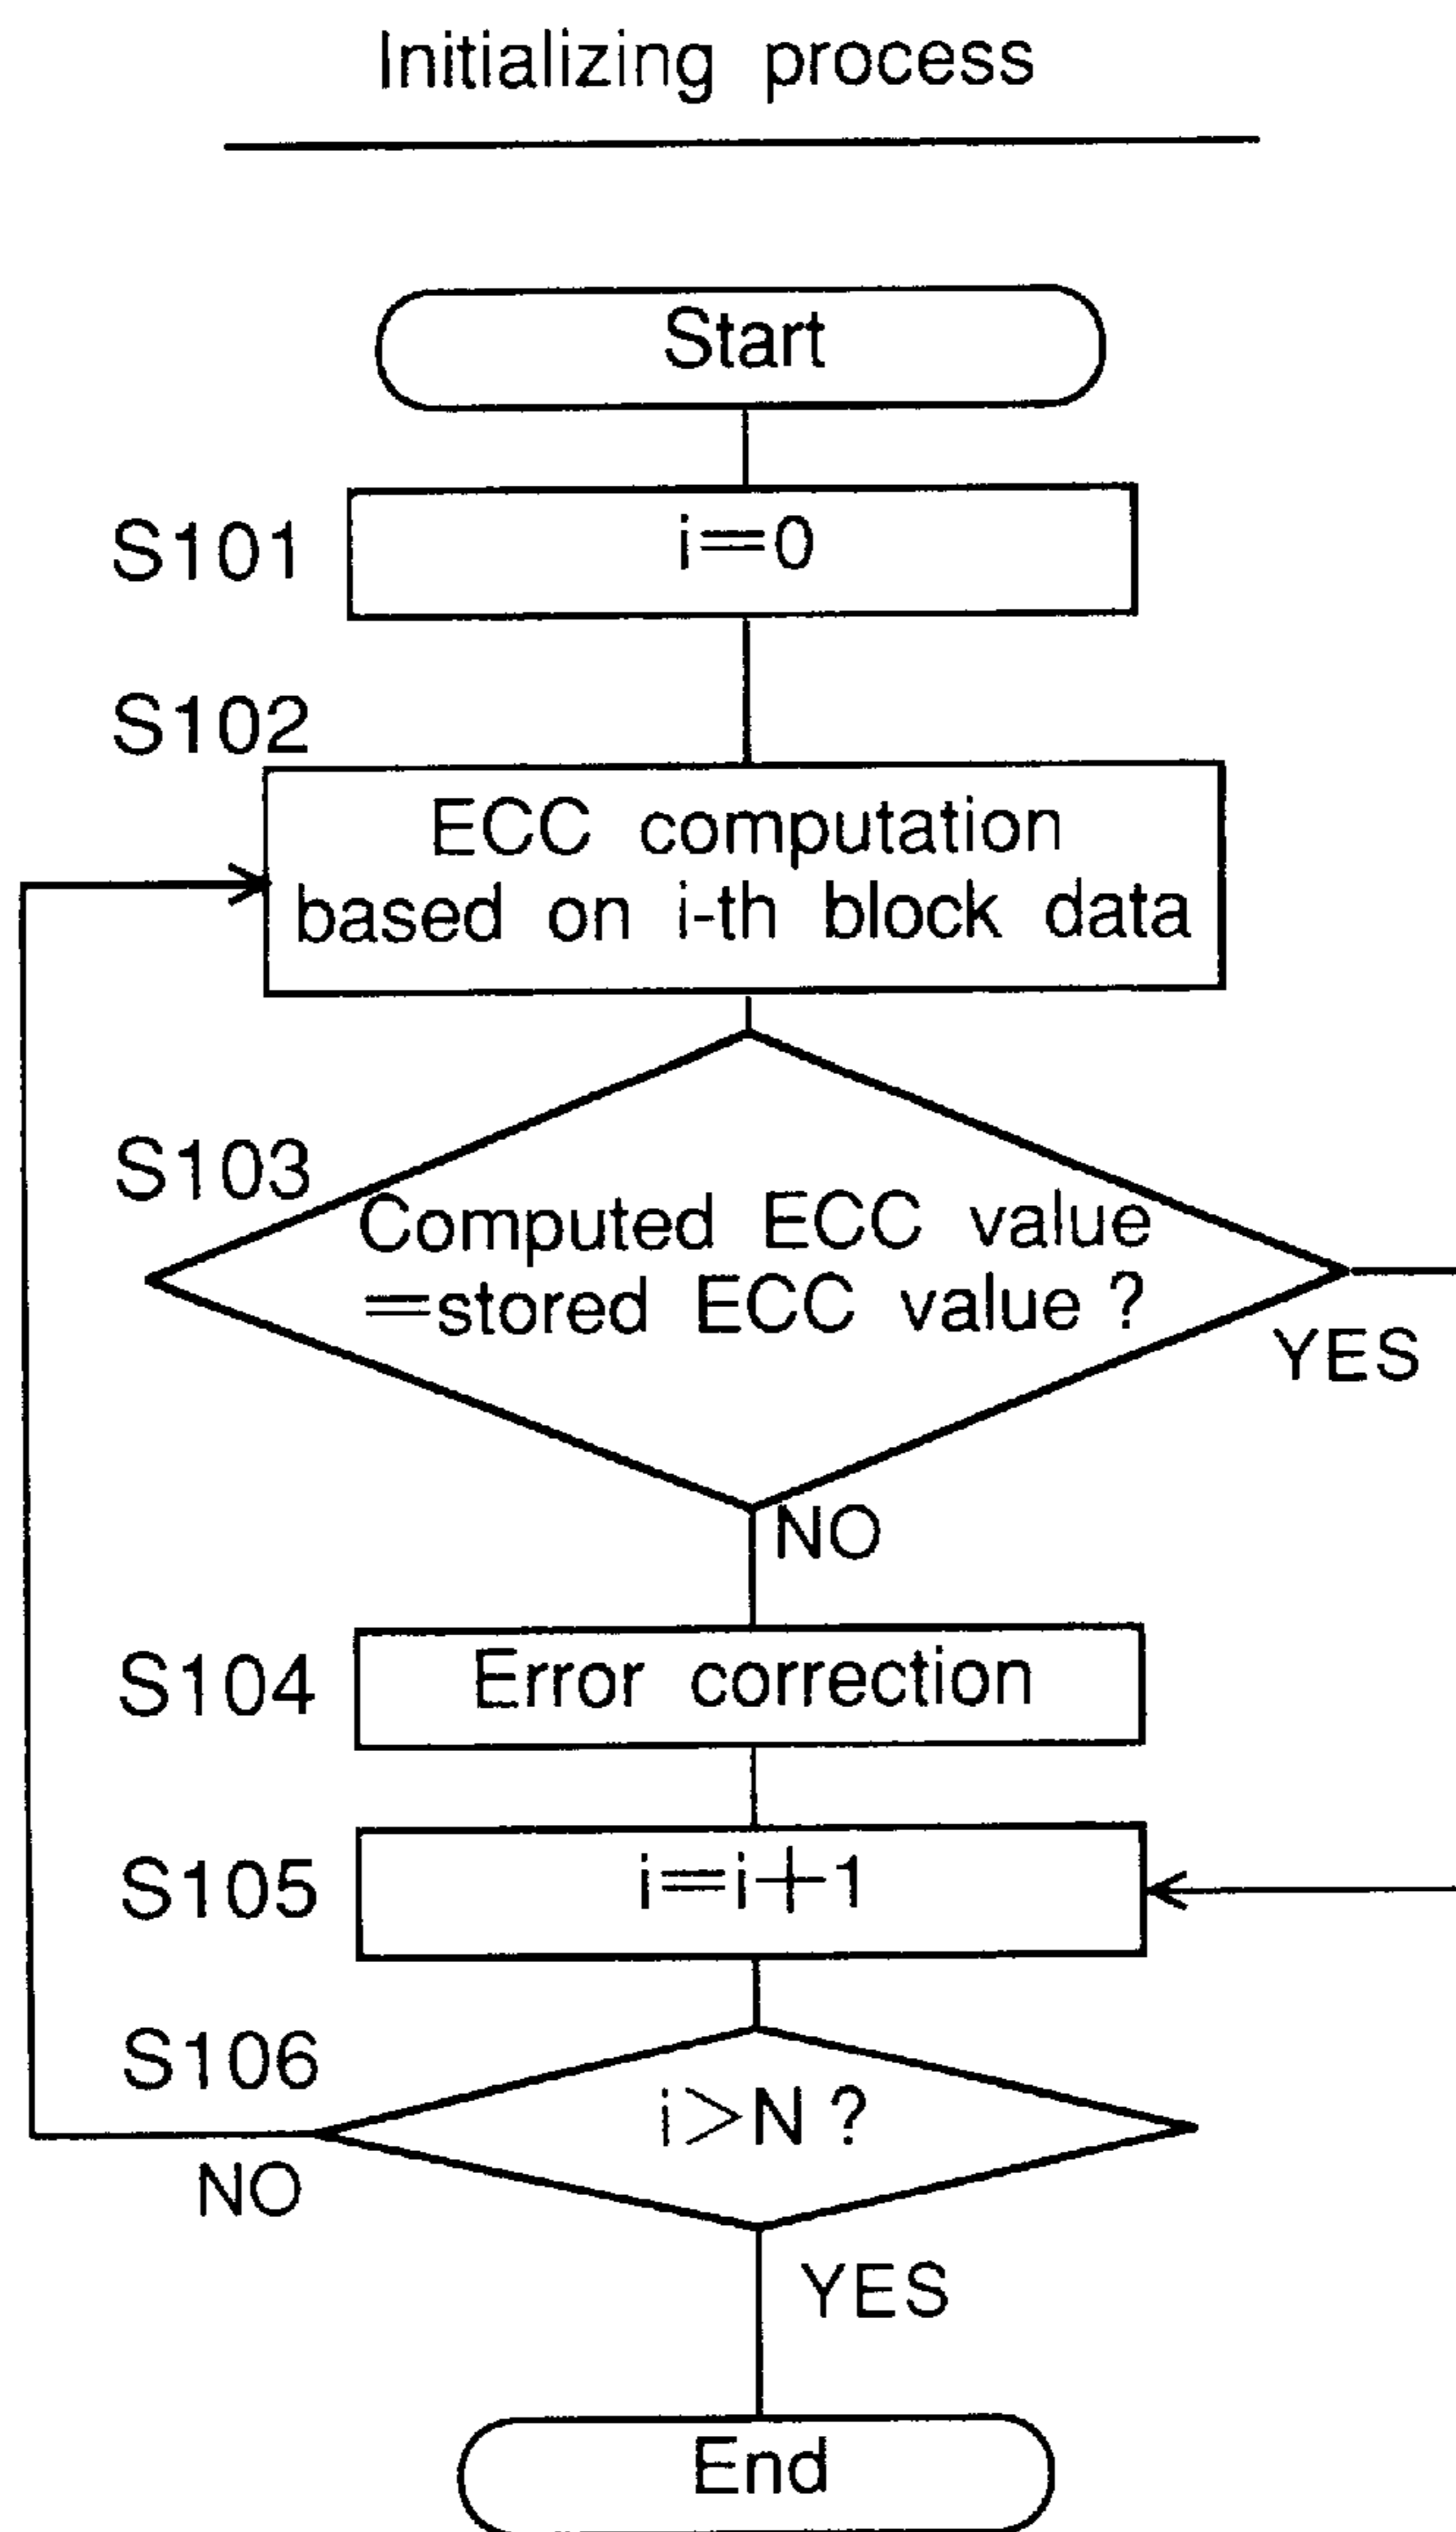 Initializing process
Start
S101
i=0
S102
ECC computation
based on i-th block data
S103
Computed ECC value
=stored ECC value ?
YES
NO
S104
Error correction
S105
i=i+1
S106
i>N ?
NO
YES
End